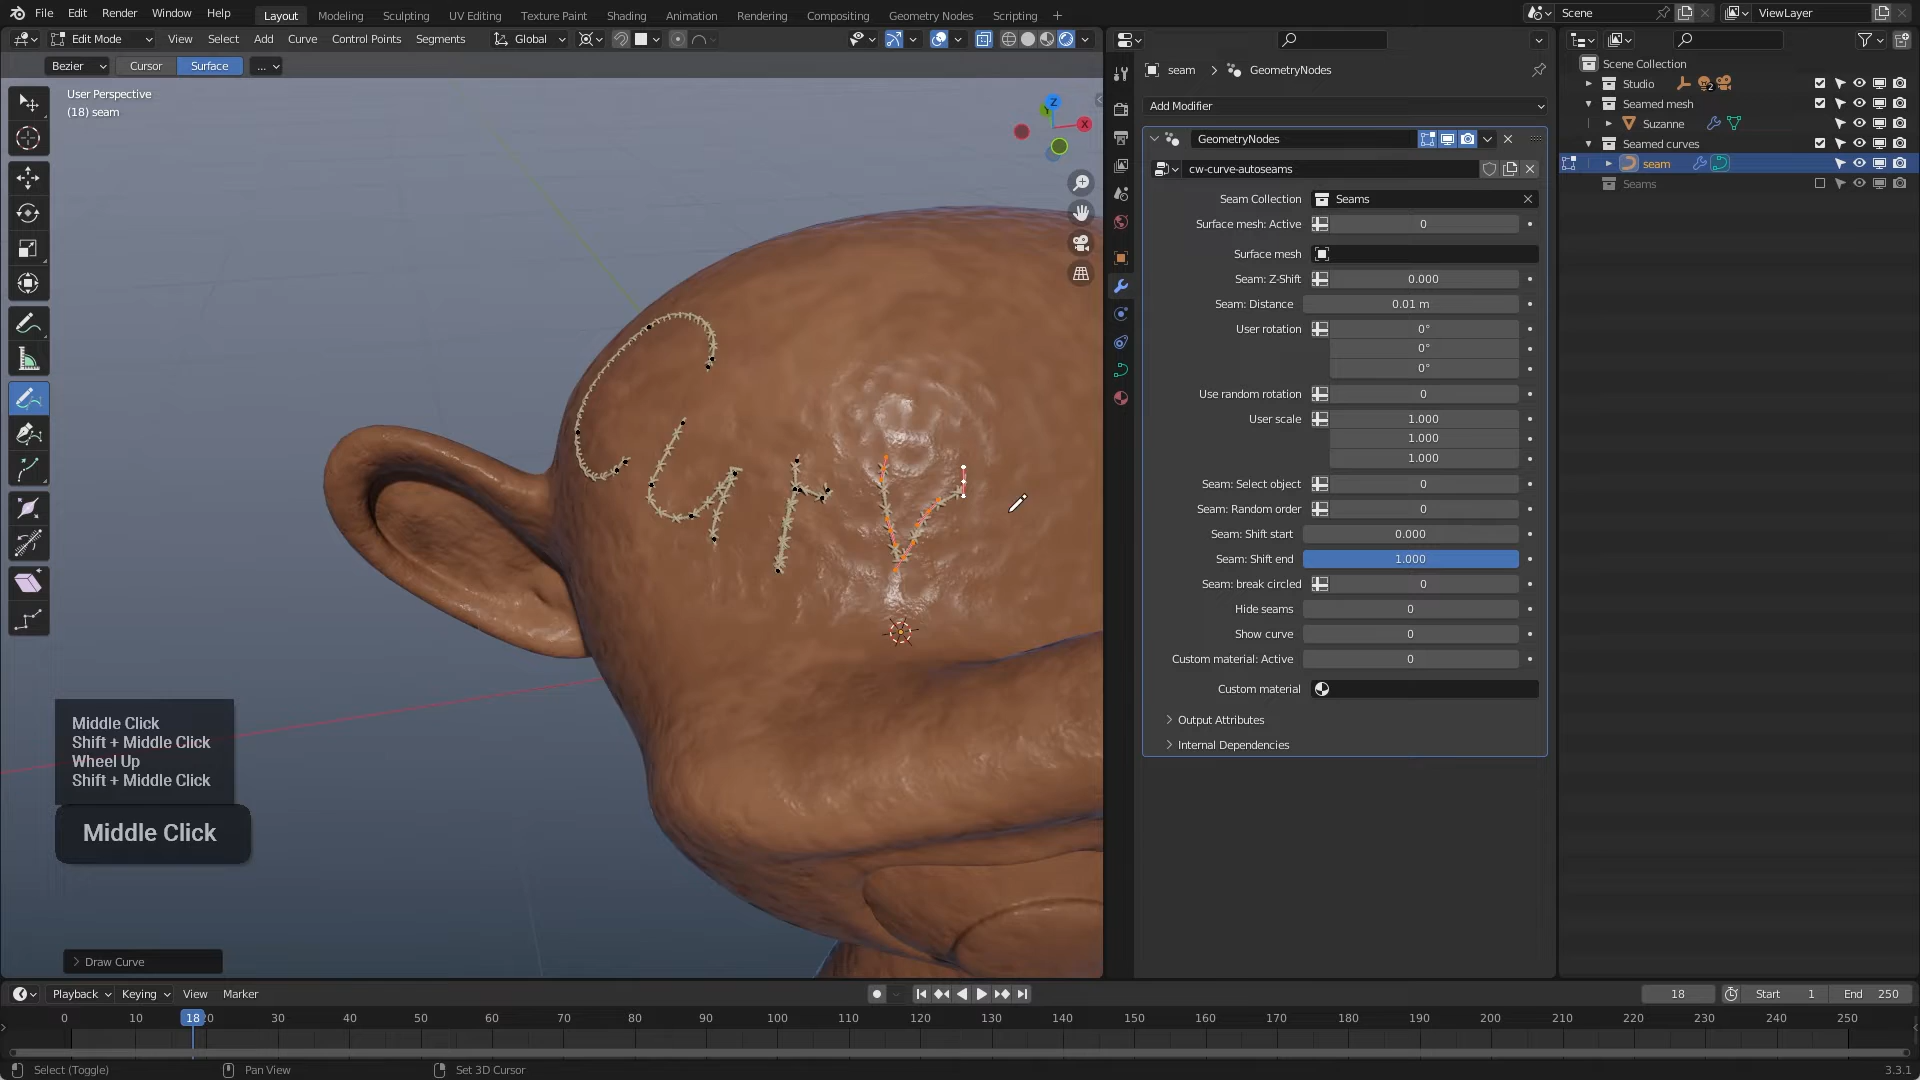 File Edit Render Window Help Layout Modeling Sculpting UV Editing Texture Paint Shading Animation Rendering Compositing Geometry Nodes Scripting + Scene ViewLayer
Edit Mode View Select Add Curve Control Points Segments Global
Bezier Cursor Surface ...
User Perspective
(18) seam
Z
Y
X
seam > GeometryNodes
Add Modifier
GeometryNodes
cw-curve-autoseams
Seam Collection Seams
Surface mesh: Active 0
Surface mesh
Seam: Z-Shift 0.000
Seam: Distance 0.01 m
User rotation 0°
0°
0°
Use random rotation 0
User scale 1.000
1.000
1.000
Seam: Select object 0
Seam: Random order 0
Seam: Shift start 0.000
Seam: Shift end 1.000
Seam: break circled 0
Hide seams 0
Show curve 0
Custom material: Active 0
Custom material
Output Attributes
Internal Dependencies
Scene Collection
Studio 2
Seamed mesh
Suzanne
Seamed curves
seam
Seams
Middle Click
Shift + Middle Click
Wheel Up
Shift + Middle Click
Middle Click
Draw Curve
Playback Keying View Marker 18 Start 1 End 250
0 10 18 20 30 40 50 60 70 80 90 100 110 120 130 140 150 160 170 180 190 200 210 220 230 240 250
Select (Toggle) Pan View Set 3D Cursor 3.3.1